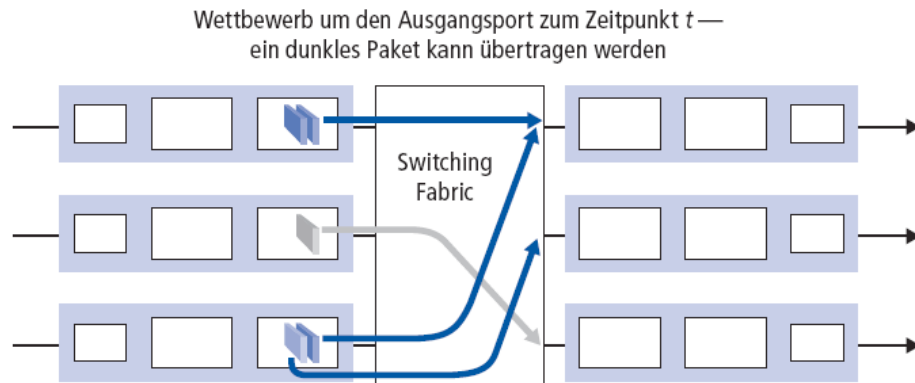 Wettbewerb um den Ausgangsport zum Zeitpunkt t —
ein dunkles Paket kann übertragen werden
Switching
Fabric